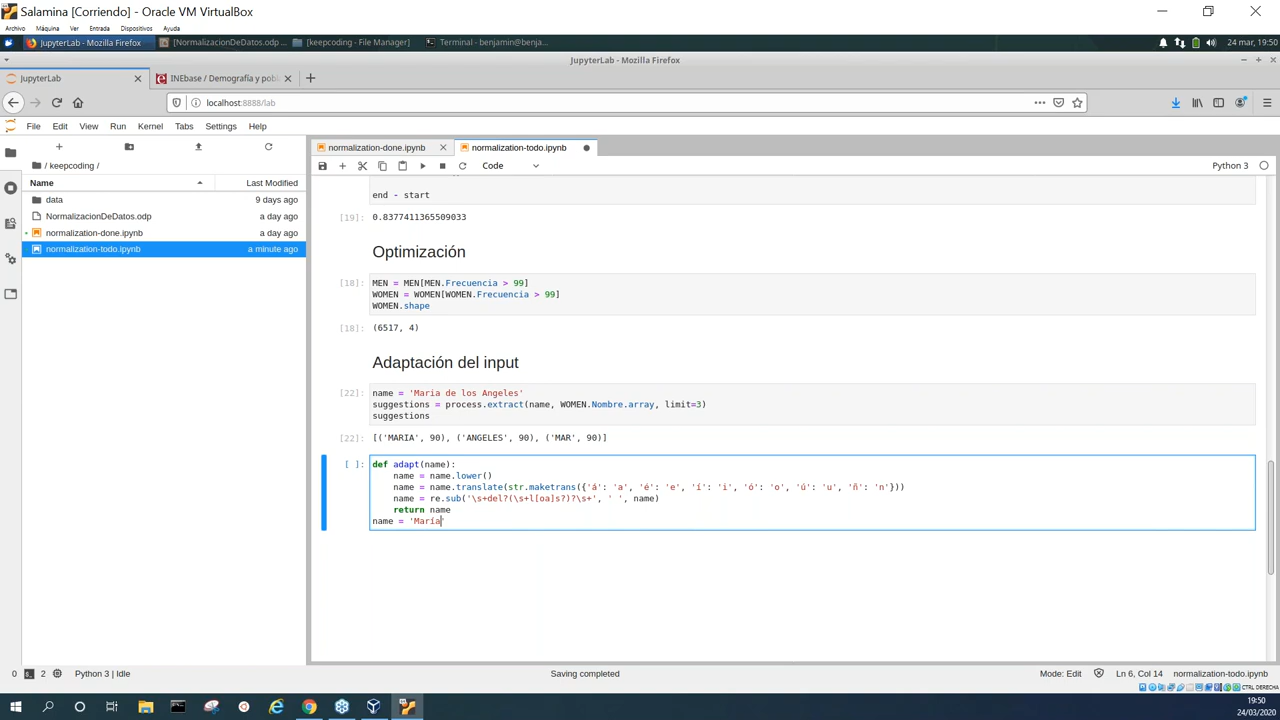 Salamina [Corriendo] - Oracle VM VirtualBox
Archivo Máquina Ver Entrada Dispositivos Ayuda
JupyterLab - Mozilla Firefox [NormalizacionDeDatos.odp ... [keepcoding - File Manager] Terminal - benjamin@benja... 24 mar, 19:50
JupyterLab - Mozilla Firefox
JupyterLab INEbase / Demografía y pobl
localhost:8888/lab
File Edit View Run Kernel Tabs Settings Help
normalization-done.ipynb normalization-todo.ipynb
/ keepcoding /
Code Python 3
Name Last Modified
data 9 days ago
NormalizacionDeDatos.odp a day ago
normalization-done.ipynb a day ago
normalization-todo.ipynb a minute ago
end - start
[19]: 0.8377411365509033
Optimización
[18]: MEN = MEN[MEN.Frecuencia > 99]
WOMEN = WOMEN[WOMEN.Frecuencia > 99]
WOMEN.shape
[18]: (6517, 4)
Adaptación del input
[22]: name = 'Maria de los Angeles'
suggestions = process.extract(name, WOMEN.Nombre.array, limit=3)
suggestions
[22]: [('MARIA', 90), ('ANGELES', 90), ('MAR', 90)]
[ ]: def adapt(name):
name = name.lower()
name = name.translate(str.maketrans({'á': 'a', 'é': 'e', 'í': 'i', 'ó': 'o', 'ú': 'u', 'ñ': 'n'}))
name = re.sub('\s+del?(\s+l[oa]s?)?\s+', ' ', name)
return name
name = 'María'
0 2 Python 3 | Idle Saving completed Mode: Edit Ln 6, Col 14 normalization-todo.ipynb
CTRL DERECHA
19:50
24/03/2020